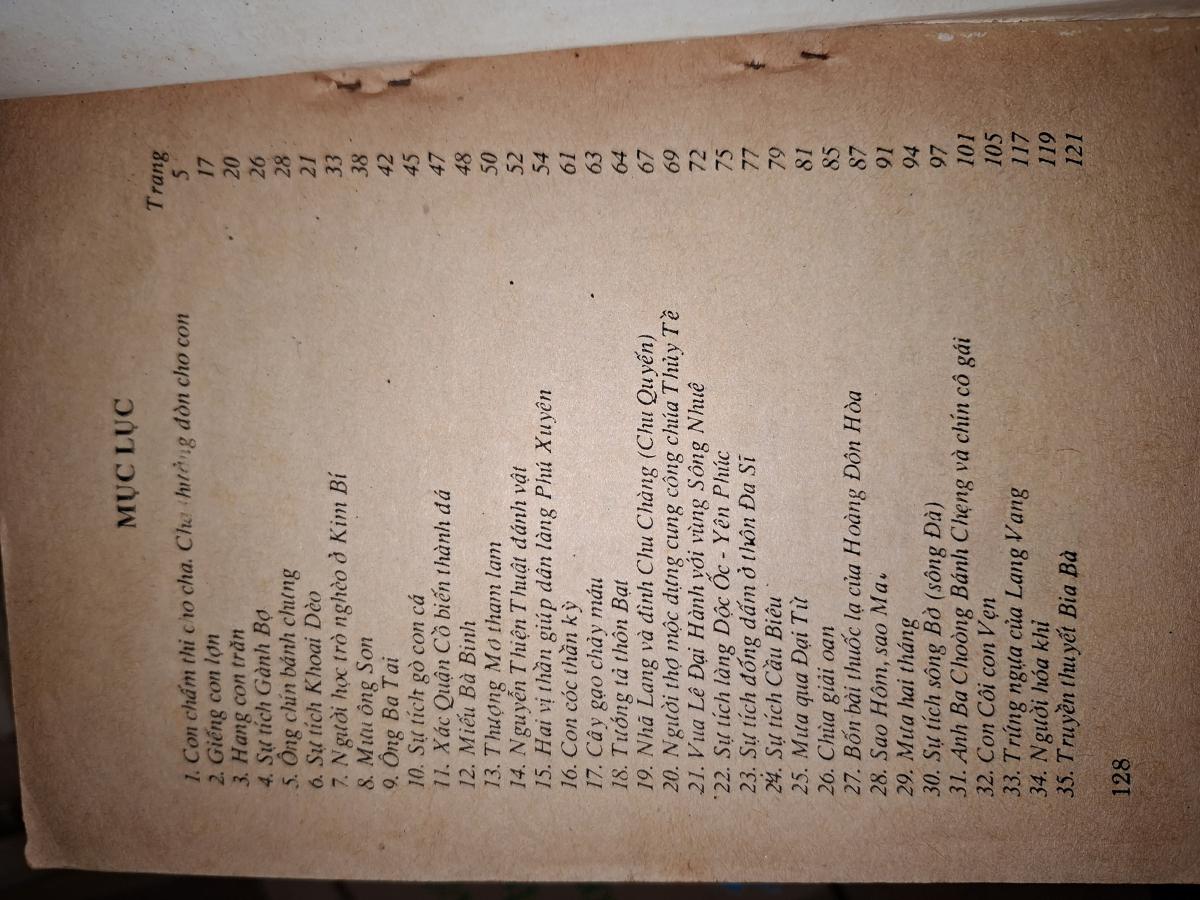 MỤC LỤC
Trang
1. Con chấm thi cho cha. Cha thưởng đòn cho con 5
2. Giếng con lợn 17
3. Hang con trăn 20
4. Sự tích Gành Bợ 26
5. Ông chín bánh chưng 28
6. Sự tích Khoai Dèo 21
7. Người học trò nghèo ở Kim Bí 33
8. Mưu ông Son 38
9. Ông Ba Tai 42
10. Sự tích gò con cá 45
11. Xác Quận Cồ biến thành đá 47
12. Miếu Bà Binh 48
13. Thượng Mơ tham lam 50
14. Nguyễn Thiện Thuật đánh vật 52
15. Hai vị thần giúp dân làng Phú Xuyên 54
16. Con cóc thần kỳ 61
17. Cây gạo chảy máu 63
18. Tướng tả thôn Bạt 64
19. Nhã Lang và đình Chu Chàng (Chu Quyến) 67
20. Người thợ mộc dựng cung công chúa Thủy Tề 69
21. Vua Lê Đại Hành với vùng Sông Nhuệ 72
22. Sự tích làng Dộc Ốc - Yên Phúc 75
23. Sự tích đống dấm ở thôn Đa Sĩ 77
24. Sự tích Cầu Biêu 79
25. Mưa qua Đại Từ 81
26. Chùa giải oan 85
27. Bốn bài thuốc lạ của Hoàng Đôn Hòa 87
28. Sao Hôm, sao Mai 91
29. Mưa hai tháng 94
30. Sự tích sông Bờ (sông Đà) 97
31. Anh Ba Choòng Bánh Chẹng và chín cô gái 101
32. Con Côi con Vẹn 105
33. Trứng ngựa của Lang Vang 117
34. Người hóa khỉ 119
35. Truyền thuyết Bia Bà 121
128